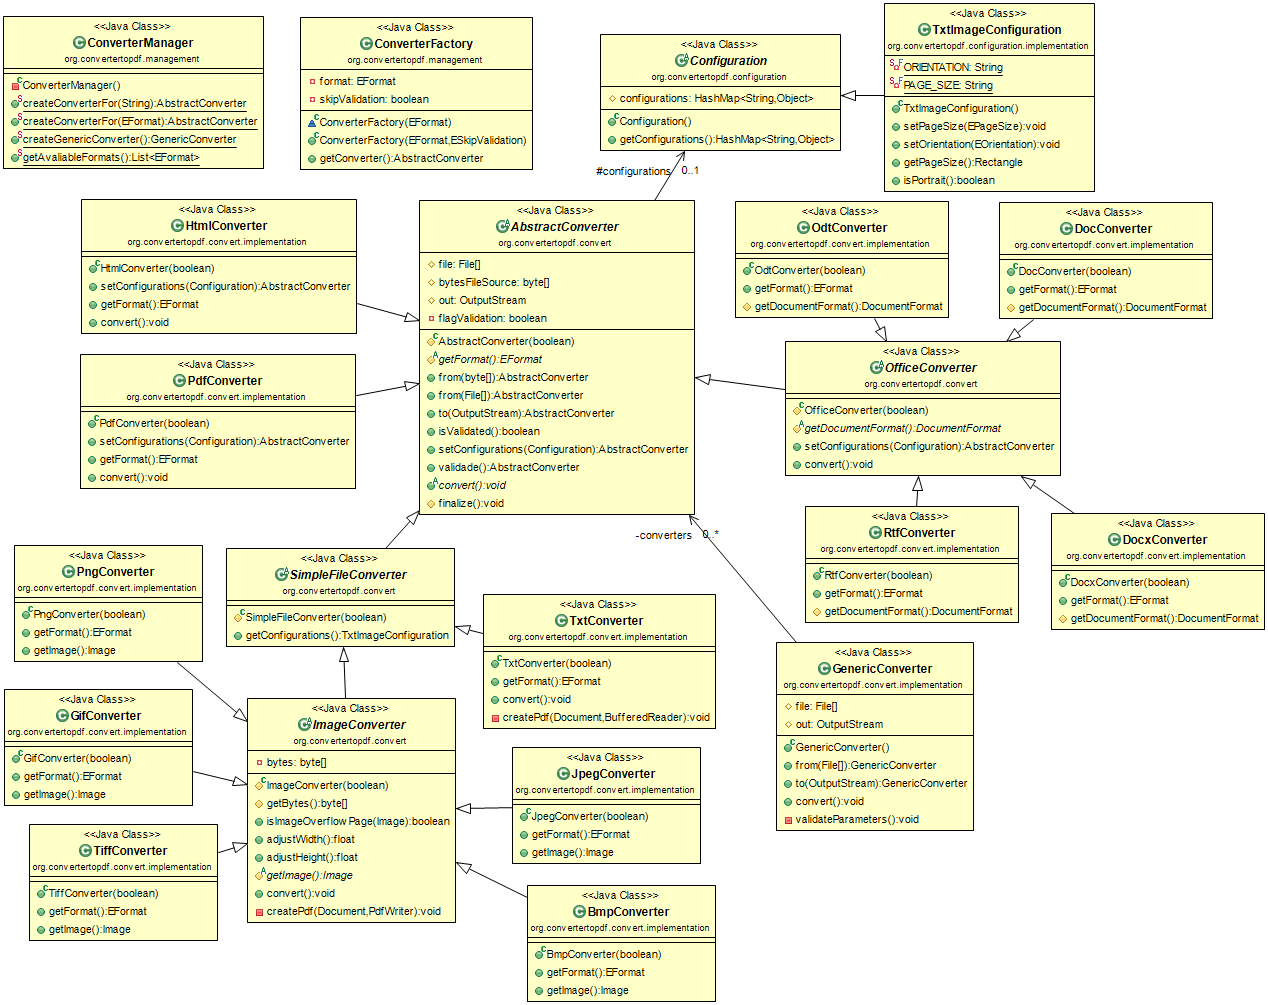 <<Java Class>>
ConverterManager
org.convertertopdf.management
ConverterManager()
createConverterFor(String):AbstractConverter
createConverterFor(EFormat):AbstractConverter
createGenericConverter():GenericConverter
getAvaliableFormats():List<EFormat>
<<Java Class>>
ConverterFactory
org.convertertopdf.management
format: EFormat
skipValidation: boolean
ConverterFactory(EFormat)
ConverterFactory(EFormat,ESkipValidation)
getConverter():AbstractConverter
<<Java Class>>
Configuration
org.convertertopdf.configuration
configurations: HashMap<String,Object>
Configuration()
getConfigurations():HashMap<String,Object>
<<Java Class>>
TxtImageConfiguration
org.convertertopdf.configuration.implementation
ORIENTATION: String
PAGE_SIZE: String
TxtImageConfiguration()
setPageSize(EPageSize):void
setOrientation(EOrientation):void
getPageSize():Rectangle
isPortrait():boolean
#configurations 0..1
<<Java Class>>
HtmlConverter
org.convertertopdf.convert.implementation
HtmlConverter(boolean)
setConfigurations(Configuration):AbstractConverter
getFormat():EFormat
convert():void
<<Java Class>>
AbstractConverter
org.convertertopdf.convert
file: File[]
bytesFileSource: byte[]
out: OutputStream
flagValidation: boolean
AbstractConverter(boolean)
getFormat():EFormat
from(byte[]):AbstractConverter
from(File[]):AbstractConverter
to(OutputStream):AbstractConverter
isValidated():boolean
setConfigurations(Configuration):AbstractConverter
validade():AbstractConverter
convert():void
finalize():void
<<Java Class>>
OdtConverter
org.convertertopdf.convert.implementation
OdtConverter(boolean)
getFormat():EFormat
getDocumentFormat():DocumentFormat
<<Java Class>>
DocConverter
org.convertertopdf.convert.implementation
DocConverter(boolean)
getFormat():EFormat
getDocumentFormat():DocumentFormat
<<Java Class>>
PdfConverter
org.convertertopdf.convert.implementation
PdfConverter(boolean)
setConfigurations(Configuration):AbstractConverter
getFormat():EFormat
convert():void
<<Java Class>>
OfficeConverter
org.convertertopdf.convert
OfficeConverter(boolean)
getDocumentFormat():DocumentFormat
setConfigurations(Configuration):AbstractConverter
convert():void
-converters 0..*
<<Java Class>>
RtfConverter
org.convertertopdf.convert.implementation
RtfConverter(boolean)
getFormat():EFormat
getDocumentFormat():DocumentFormat
<<Java Class>>
DocxConverter
org.convertertopdf.convert.implementation
DocxConverter(boolean)
getFormat():EFormat
getDocumentFormat():DocumentFormat
<<Java Class>>
PngConverter
org.convertertopdf.convert.implementation
PngConverter(boolean)
getFormat():EFormat
getImage():Image
<<Java Class>>
SimpleFileConverter
org.convertertopdf.convert
SimpleFileConverter(boolean)
getConfigurations():TxtImageConfiguration
<<Java Class>>
TxtConverter
org.convertertopdf.convert.implementation
TxtConverter(boolean)
getFormat():EFormat
convert():void
createPdf(Document,BufferedReader):void
<<Java Class>>
GenericConverter
org.convertertopdf.convert.implementation
file: File[]
out: OutputStream
GenericConverter()
from(File[]):GenericConverter
to(OutputStream):GenericConverter
convert():void
validateParameters():void
<<Java Class>>
GifConverter
org.convertertopdf.convert.implementation
GifConverter(boolean)
getFormat():EFormat
getImage():Image
<<Java Class>>
ImageConverter
org.convertertopdf.convert
bytes: byte[]
ImageConverter(boolean)
getBytes():byte[]
isImageOverflowPage(Image):boolean
adjustWidth():float
adjustHeight():float
getImage():Image
convert():void
createPdf(Document,PdfWriter):void
<<Java Class>>
JpegConverter
org.convertertopdf.convert.implementation
JpegConverter(boolean)
getFormat():EFormat
getImage():Image
<<Java Class>>
TiffConverter
org.convertertopdf.convert.implementation
TiffConverter(boolean)
getFormat():EFormat
getImage():Image
<<Java Class>>
BmpConverter
org.convertertopdf.convert.implementation
BmpConverter(boolean)
getFormat():EFormat
getImage():Image